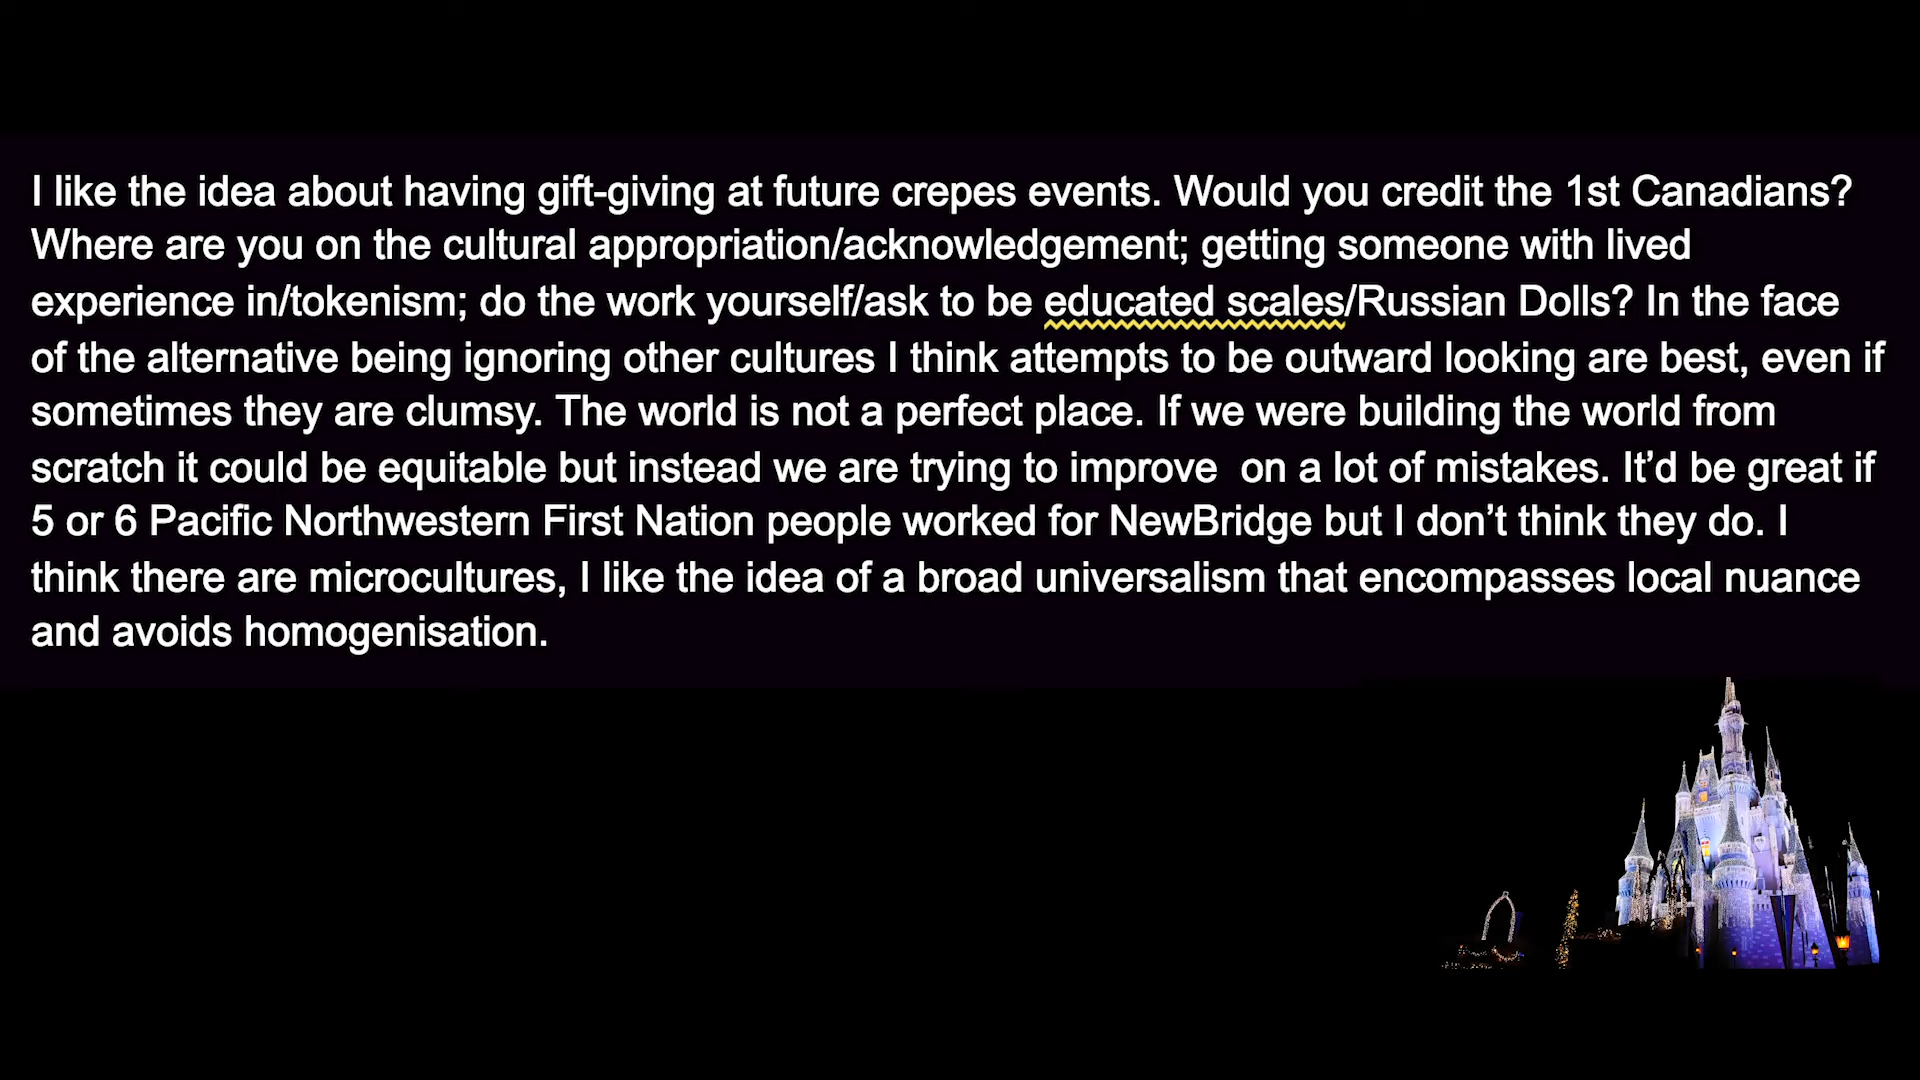 I like the idea about having gift-giving at future crepes events. Would you credit the 1st Canadians?
Where are you on the cultural appropriation/acknowledgement; getting someone with lived
experience in/tokenism; do the work yourself/ask to be educated scales/Russian Dolls? In the face
of the alternative being ignoring other cultures I think attempts to be outward looking are best, even if
sometimes they are clumsy. The world is not a perfect place. If we were building the world from
scratch it could be equitable but instead we are trying to improve  on a lot of mistakes. It’d be great if
5 or 6 Pacific Northwestern First Nation people worked for NewBridge but I don’t think they do. I
think there are microcultures, I like the idea of a broad universalism that encompasses local nuance
and avoids homogenisation.